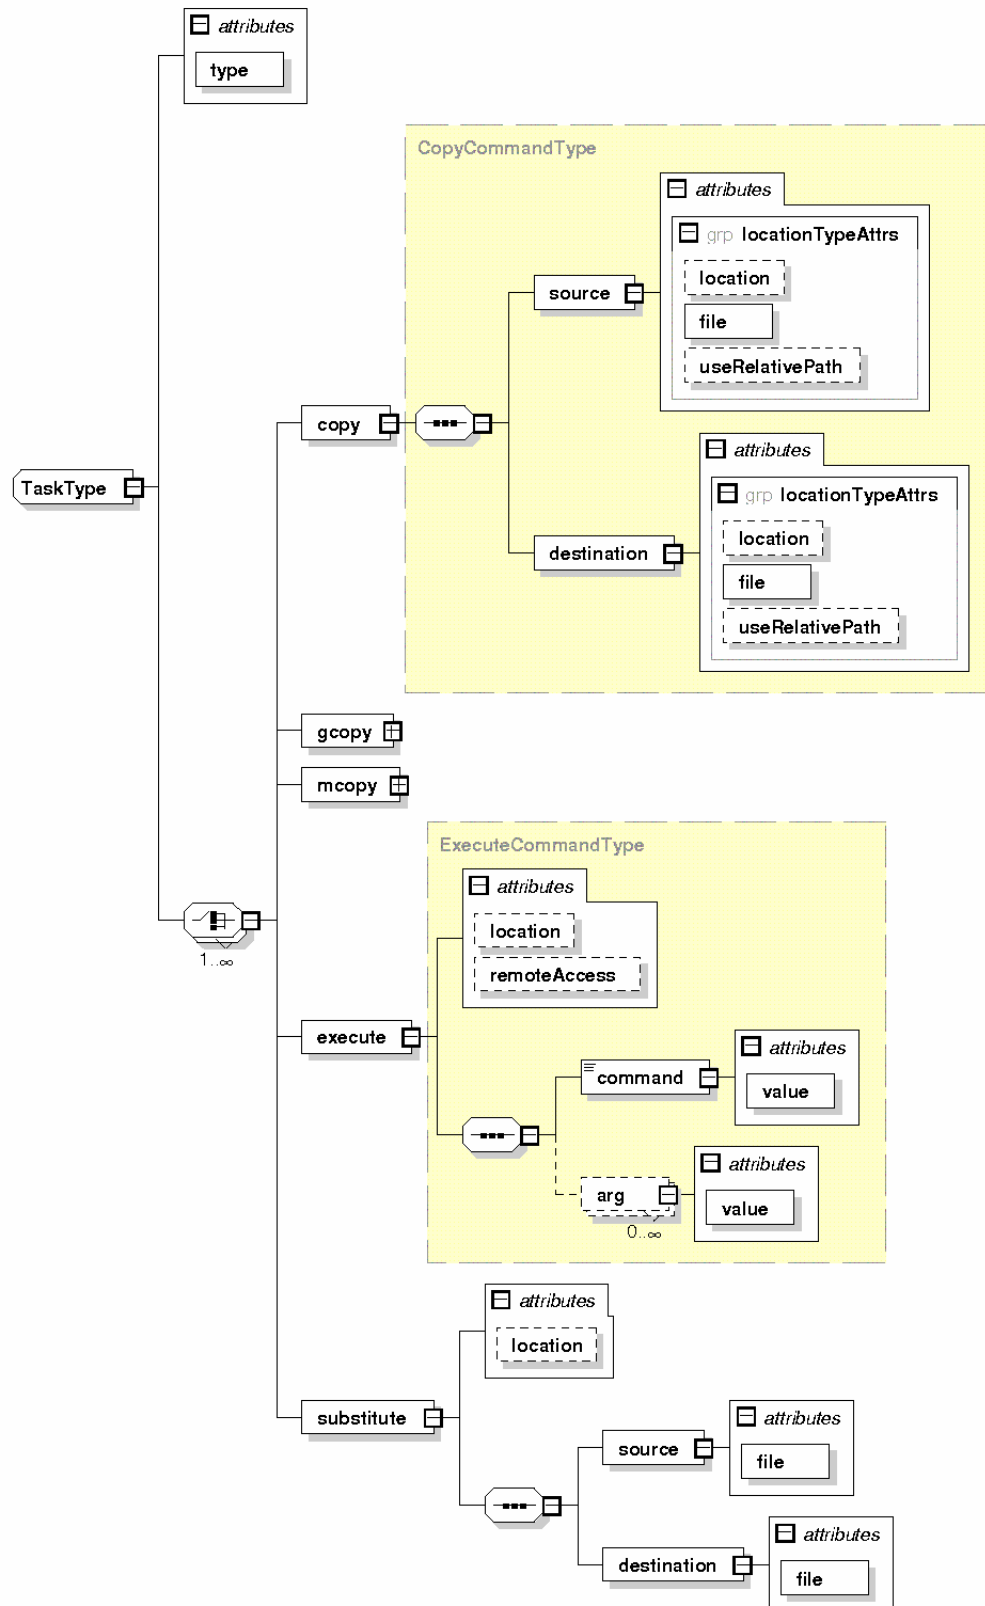 attributes
type
CopyCommandType
attributes
grp locationTypeAttrs
location
source
file
useRelativePath
copy
attributes
TaskType
grp locationTypeAttrs
location
destination
file
useRelativePath
gcopy
mcopy
ExecuteCommandType
attributes
location
1..∞
remoteAccess
execute
attributes
command
value
attributes
arg
value
0..∞
attributes
location
substitute
attributes
source
file
attributes
destination
file